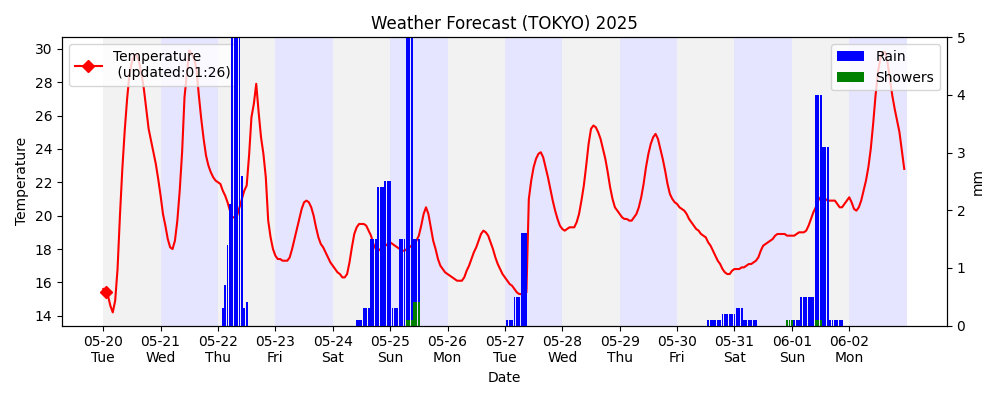 Weather Forecast (TOKYO) 2025
Temperature
(updated:01:26)
Rain
Showers
30
28
26
24
22
20
18
16
14
Temperature
5
4
3
2
1
0
mm
05-20 05-21 05-22 05-23 05-24 05-25 05-26 05-27 05-28 05-29 05-30 05-31 06-01 06-02
Tue Wed Thu Fri Sat Sun Mon Tue Wed Thu Fri Sat Sun Mon
Date